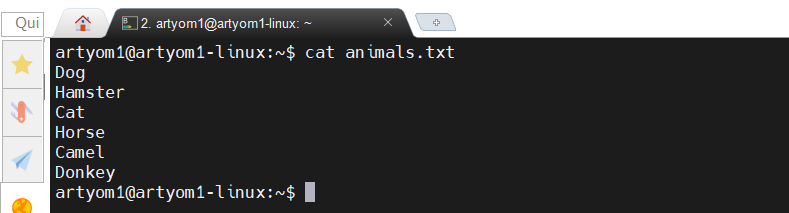 Qui
2. artyom1@artyom1-linux: ~
artyom1@artyom1-linux:~$ cat animals.txt
Dog
Hamster
Cat
Horse
Camel
Donkey
artyom1@artyom1-linux:~$